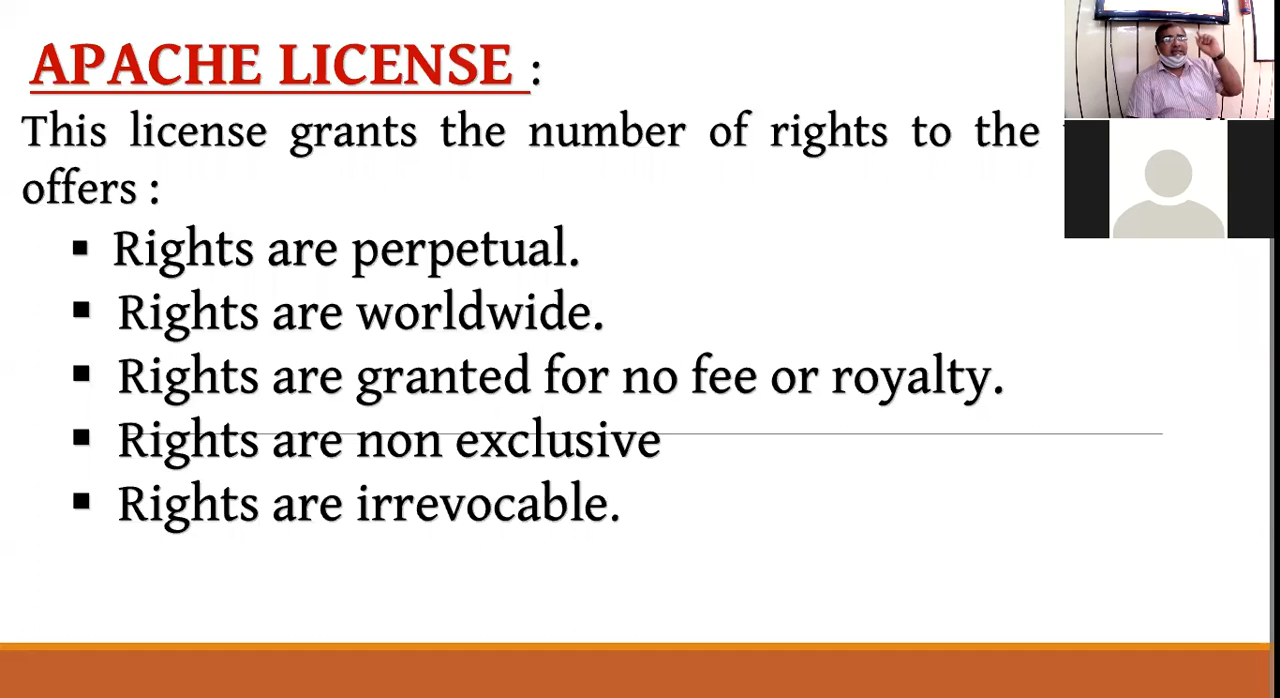 APACHE LICENSE :
This license grants the number of rights to the
offers :
▪ Rights are perpetual.
▪ Rights are worldwide.
▪ Rights are granted for no fee or royalty.
▪ Rights are non exclusive
▪ Rights are irrevocable.